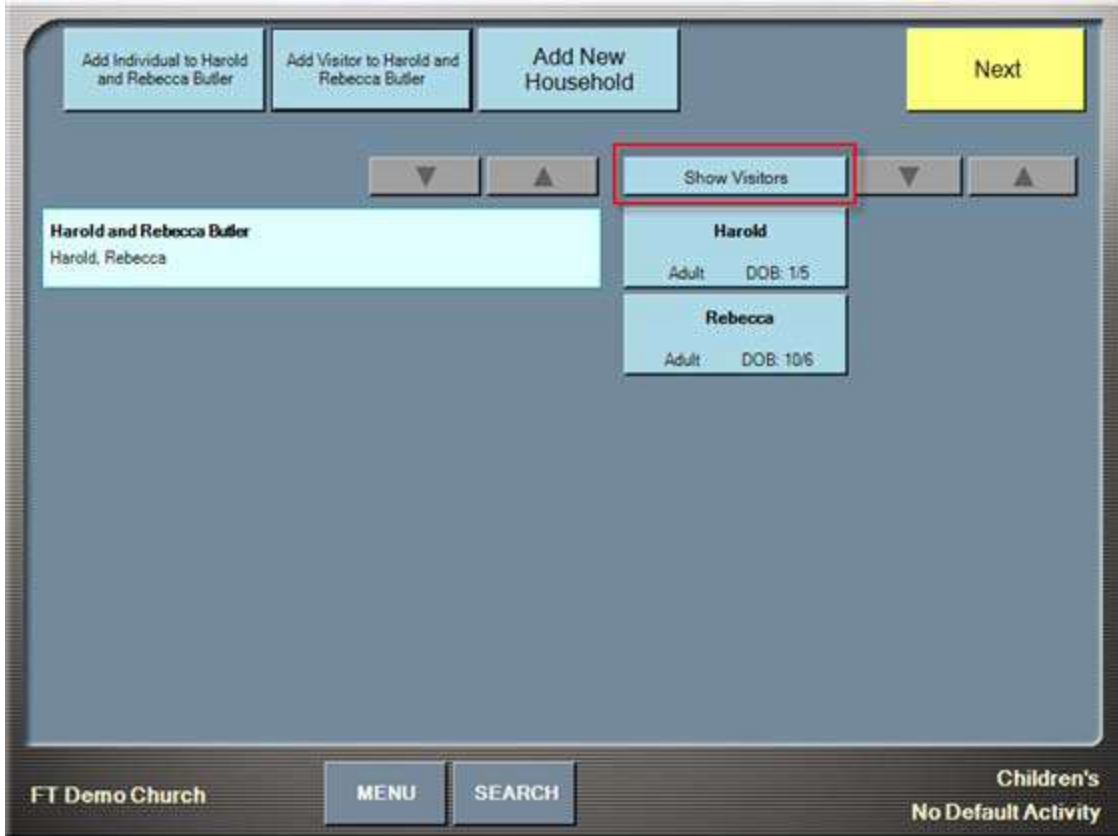 Add Individual to Harold
and Rebecca Butler
Add Visitor to Harold and
Rebecca Butler
Add New
Household
Next
Show Visitors
Harold and Rebecca Butler
Harold, Rebecca
Harold
Adult DOB: 1/5
Rebecca
Adult DOB: 10/6
FT Demo Church
MENU
SEARCH
Children's
No Default Activity